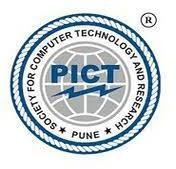 SOCIETY FOR COMPUTER TECHNOLOGY AND RESEARCH
PICT
PUNE
®